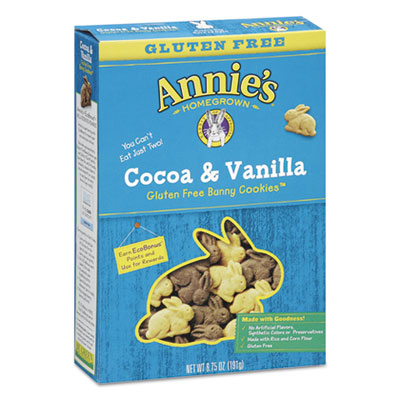 GLUTEN FREE
Annie's
HOMEGROWN
You Can't
Eat Just Two!
Cocoa & Vanilla
Gluten Free Bunny Cookies™
Earn EcoBonus
Points and
Use for Rewards
Made with Goodness!
✓ No Artificial Flavors,
Synthetic Colors or Preservatives
✓ Made with Rice and Corn Flour
✓ Gluten Free
NET WT 6.75 OZ (191g)
Cocoa &
Vanilla